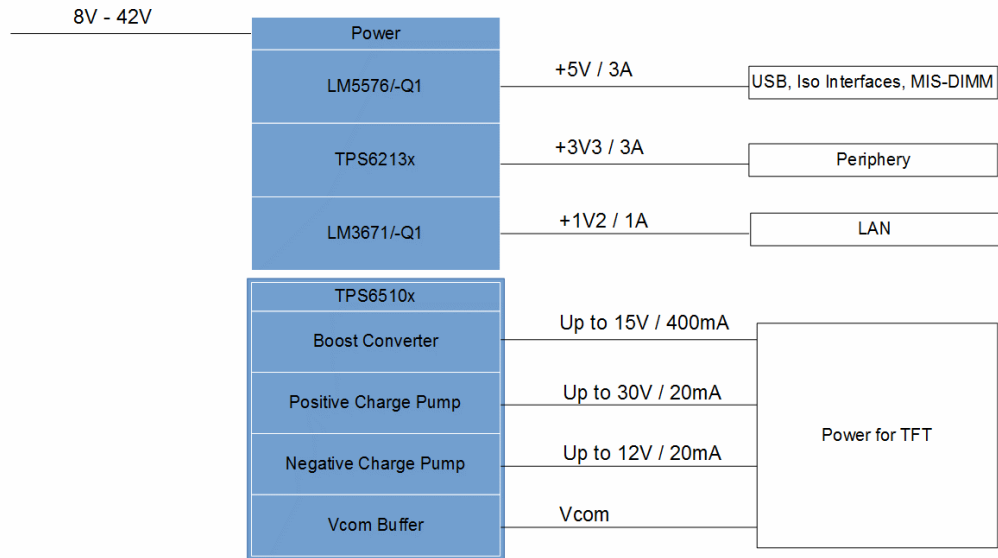 8V - 42V
Power
LM5576/-Q1
+5V / 3A
USB, Iso Interfaces, MIS-DIMM
TPS6213x
+3V3 / 3A
Periphery
LM3671/-Q1
+1V2 / 1A
LAN
TPS6510x
Boost Converter
Up to 15V / 400mA
Positive Charge Pump
Up to 30V / 20mA
Power for TFT
Negative Charge Pump
Up to 12V / 20mA
Vcom Buffer
Vcom